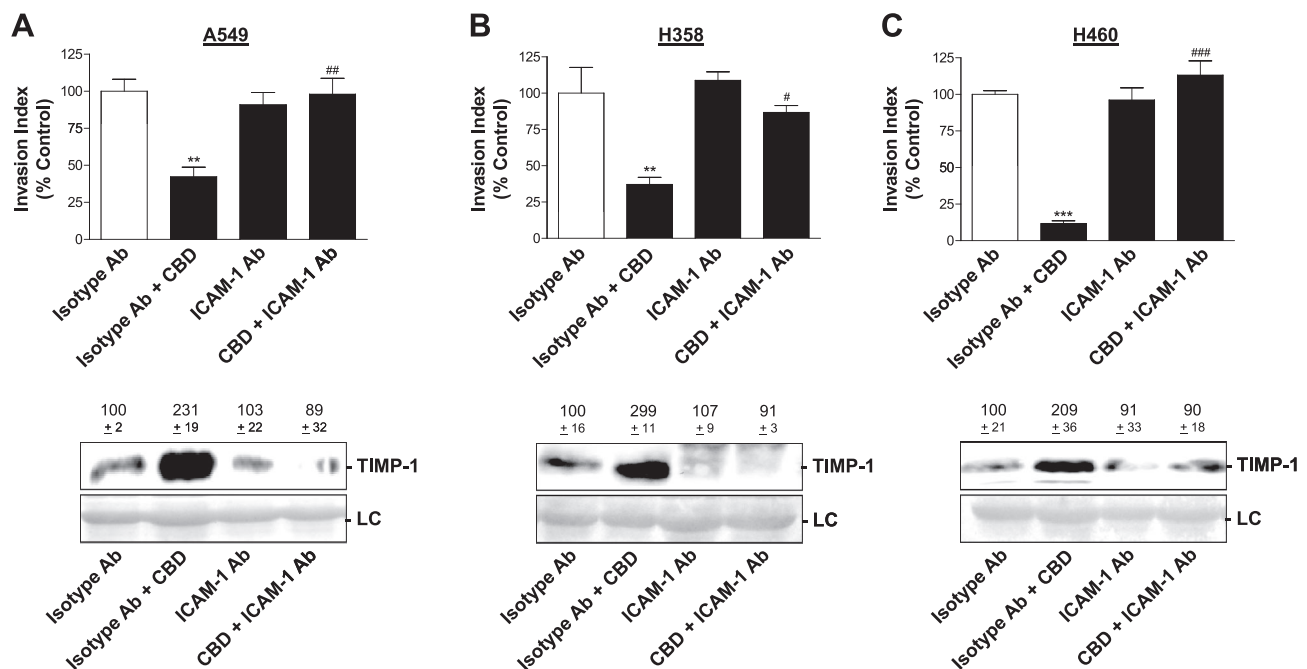 A
A549
Invasion Index
(% Control)
125
100
75
50
25
0
**
##
Isotype Ab
Isotype Ab + CBD
ICAM-1 Ab
CBD + ICAM-1 Ab
100 231 103 89
± 2 ± 19 ± 22 ± 32
TIMP-1
LC
Isotype Ab
Isotype Ab + CBD
ICAM-1 Ab
CBD + ICAM-1 Ab
B
H358
Invasion Index
(% Control)
125
100
75
50
25
0
**
#
Isotype Ab
Isotype Ab + CBD
ICAM-1 Ab
CBD + ICAM-1 Ab
100 299 107 91
± 16 ± 11 ± 9 ± 3
TIMP-1
LC
Isotype Ab
Isotype Ab + CBD
ICAM-1 Ab
CBD + ICAM-1 Ab
C
H460
Invasion Index
(% Control)
125
100
75
50
25
0
***
###
Isotype Ab
Isotype Ab + CBD
ICAM-1 Ab
CBD + ICAM-1 Ab
100 209 91 90
± 21 ± 36 ± 33 ± 18
TIMP-1
LC
Isotype Ab
Isotype Ab + CBD
ICAM-1 Ab
CBD + ICAM-1 Ab